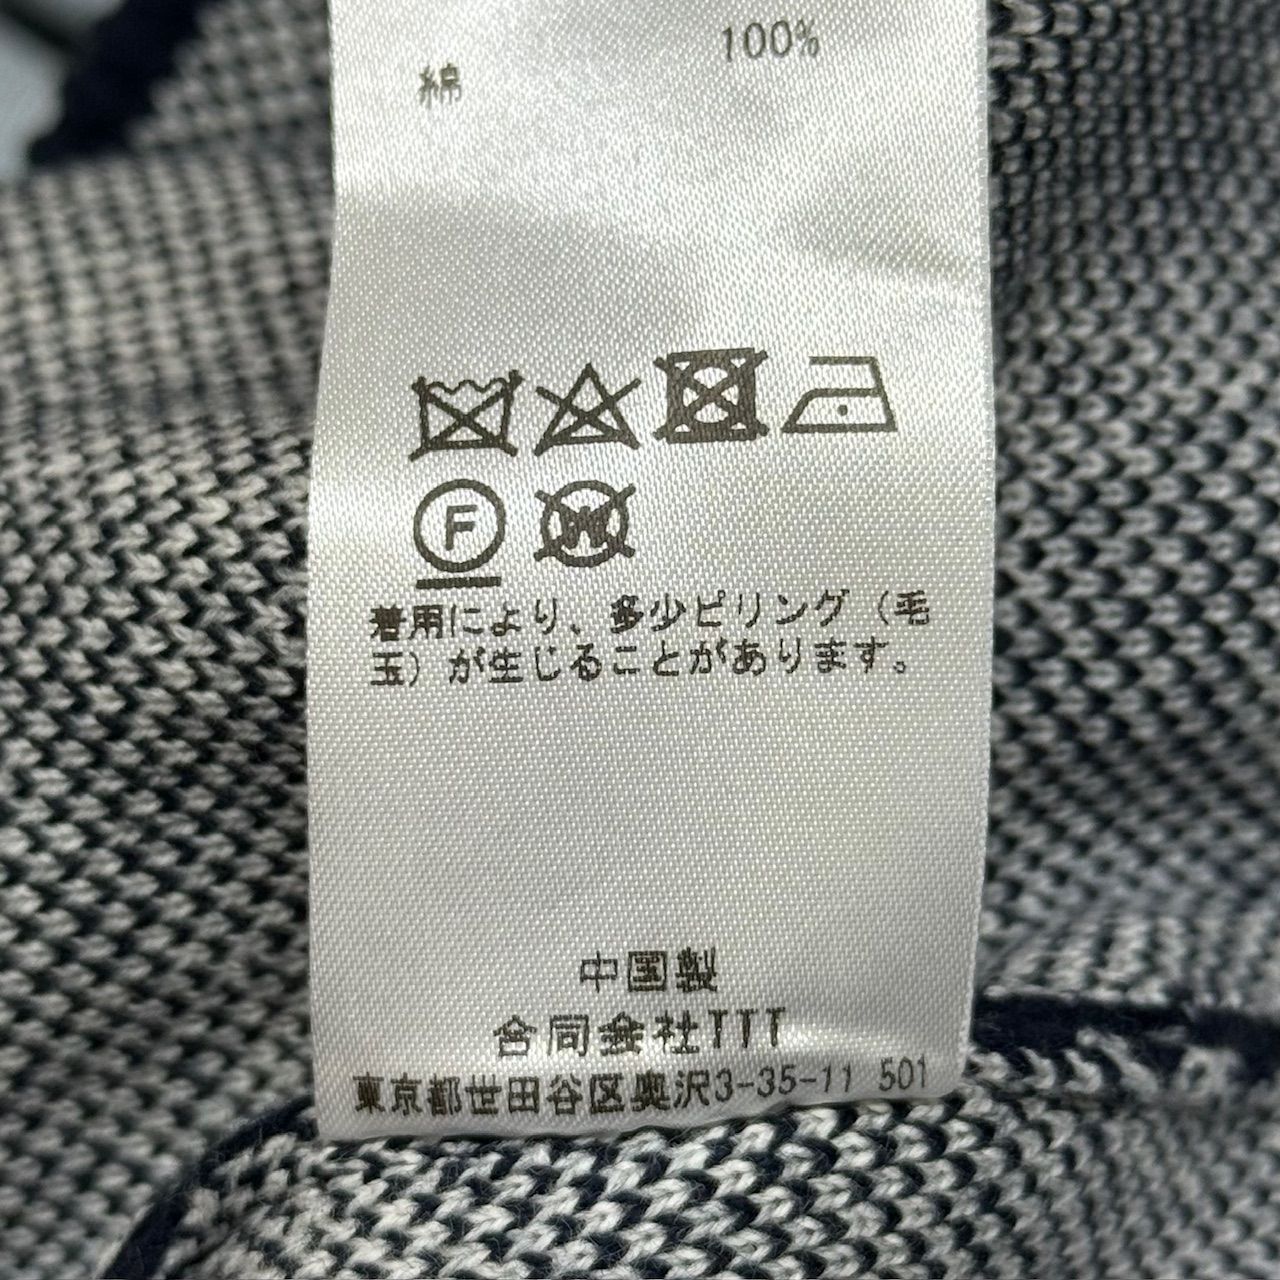 綿 100%
F W
着用により、多少ピリング（毛
玉）が生じることがあります。
中国製
合同会社TTT
東京都世田谷区奥沢3-35-11 501